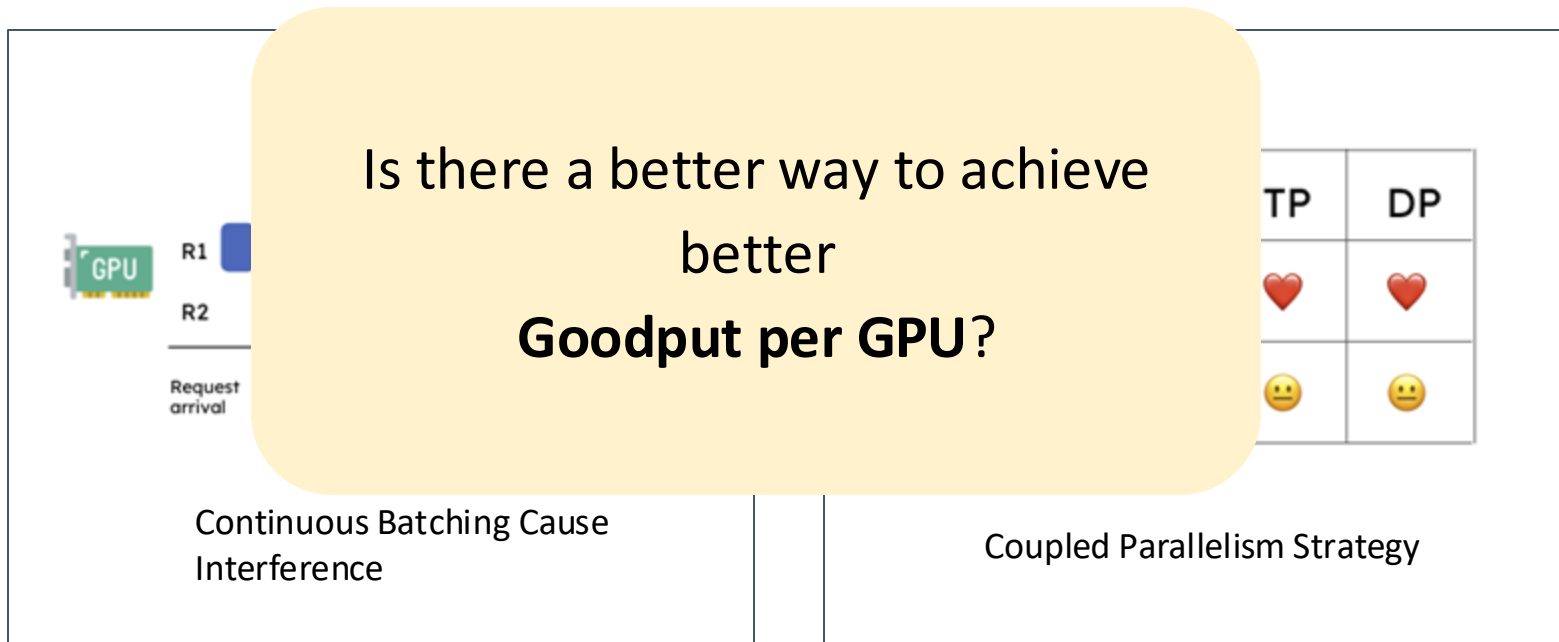 Is there a better way to achieve
better
Goodput per GPU?
GPU
R1
R2
Request
arrival
TP DP
Continuous Batching Cause
Interference
Coupled Parallelism Strategy